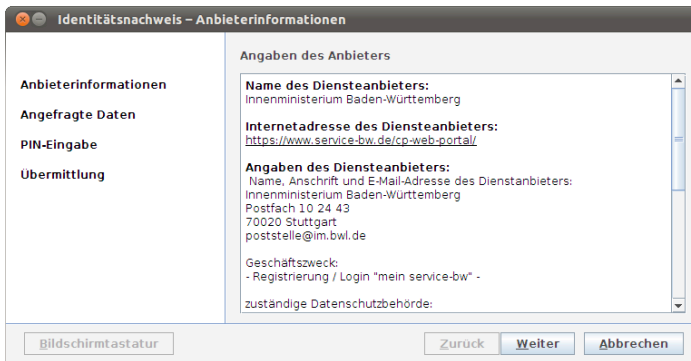 Identitätsnachweis – Anbieterinformationen
Anbieterinformationen
Angefragte Daten
PIN-Eingabe
Übermittlung
Angaben des Anbieters
Name des Diensteanbieters:
Innenministerium Baden-Württemberg
Internetadresse des Diensteanbieters:
https://www.service-bw.de/cp-web-portal/
Angaben des Diensteanbieters:
Name, Anschrift und E-Mail-Adresse des Dienstanbieters:
Innenministerium Baden-Württemberg
Postfach 10 24 43
70020 Stuttgart
poststelle@im.bwl.de
Geschäftszweck:
- Registrierung / Login "mein service-bw" -
zuständige Datenschutzbehörde:
Bildschirmtastatur
Zurück
Weiter
Abbrechen